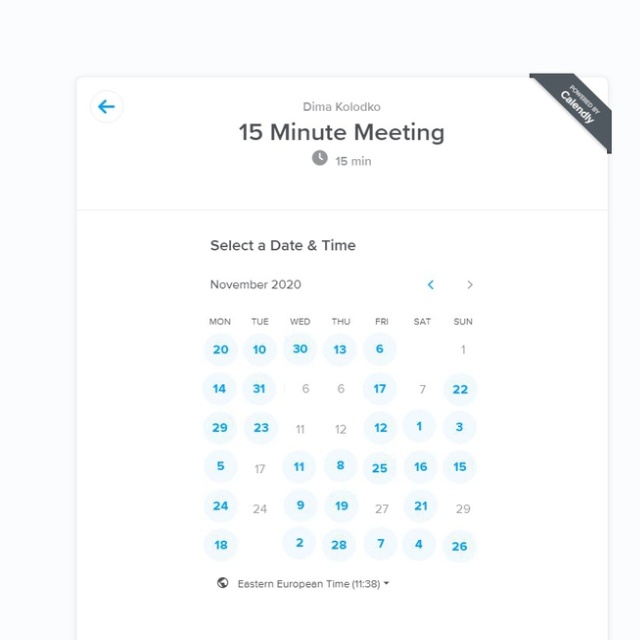 Dima Kolodko
POWERED BY
Calendly
15 Minute Meeting
15 min
Select a Date & Time
November 2020
MON TUE WED THU FRI SAT SUN
20 10 30 13 6 1
14 31 6 6 17 7 22
29 23 11 12 12 1 3
5 17 11 8 25 16 15
24 24 9 19 27 21 29
18 2 28 7 4 26
Eastern European Time (11:38)